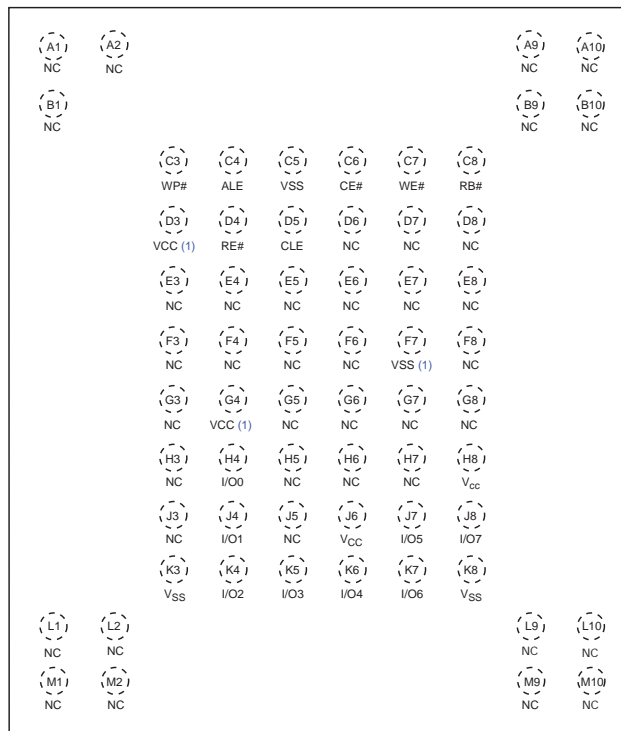 A1 A2 A9 A10
NC NC NC NC
B1 B9 B10
NC NC NC
C3 C4 C5 C6 C7 C8
WP# ALE VSS CE# WE# RB#
D3 D4 D5 D6 D7 D8
VCC (1) RE# CLE NC NC NC
E3 E4 E5 E6 E7 E8
NC NC NC NC NC NC
F3 F4 F5 F6 F7 F8
NC NC NC NC VSS (1) NC
G3 G4 G5 G6 G7 G8
NC VCC (1) NC NC NC NC
H3 H4 H5 H6 H7 H8
NC I/O0 NC NC NC Vcc
J3 J4 J5 J6 J7 J8
NC I/O1 NC VCC I/O5 I/O7
K3 K4 K5 K6 K7 K8
VSS I/O2 I/O3 I/O4 I/O6 VSS
L1 L2 L9 L10
NC NC NC NC
M1 M2 M9 M10
NC NC NC NC